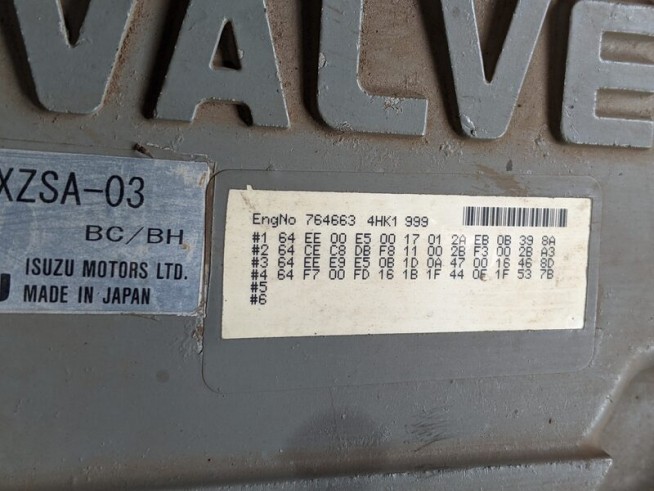 VALVE
XZSA-03
BC/BH
ISUZU MOTORS LTD.
MADE IN JAPAN
EngNo 764663 4HK1 999
#1 64 EE 00 E5 00 17 01 2A EB 0B 39 8A
#2 64 CE C8 DB F8 11 00 2B F3 00 2B A3
#3 64 EE E9 E5 0B 1D 0A 47 00 16 46 8D
#4 64 F7 00 FD 16 1B 1F 44 0E 1F 53 7B
#5
#6